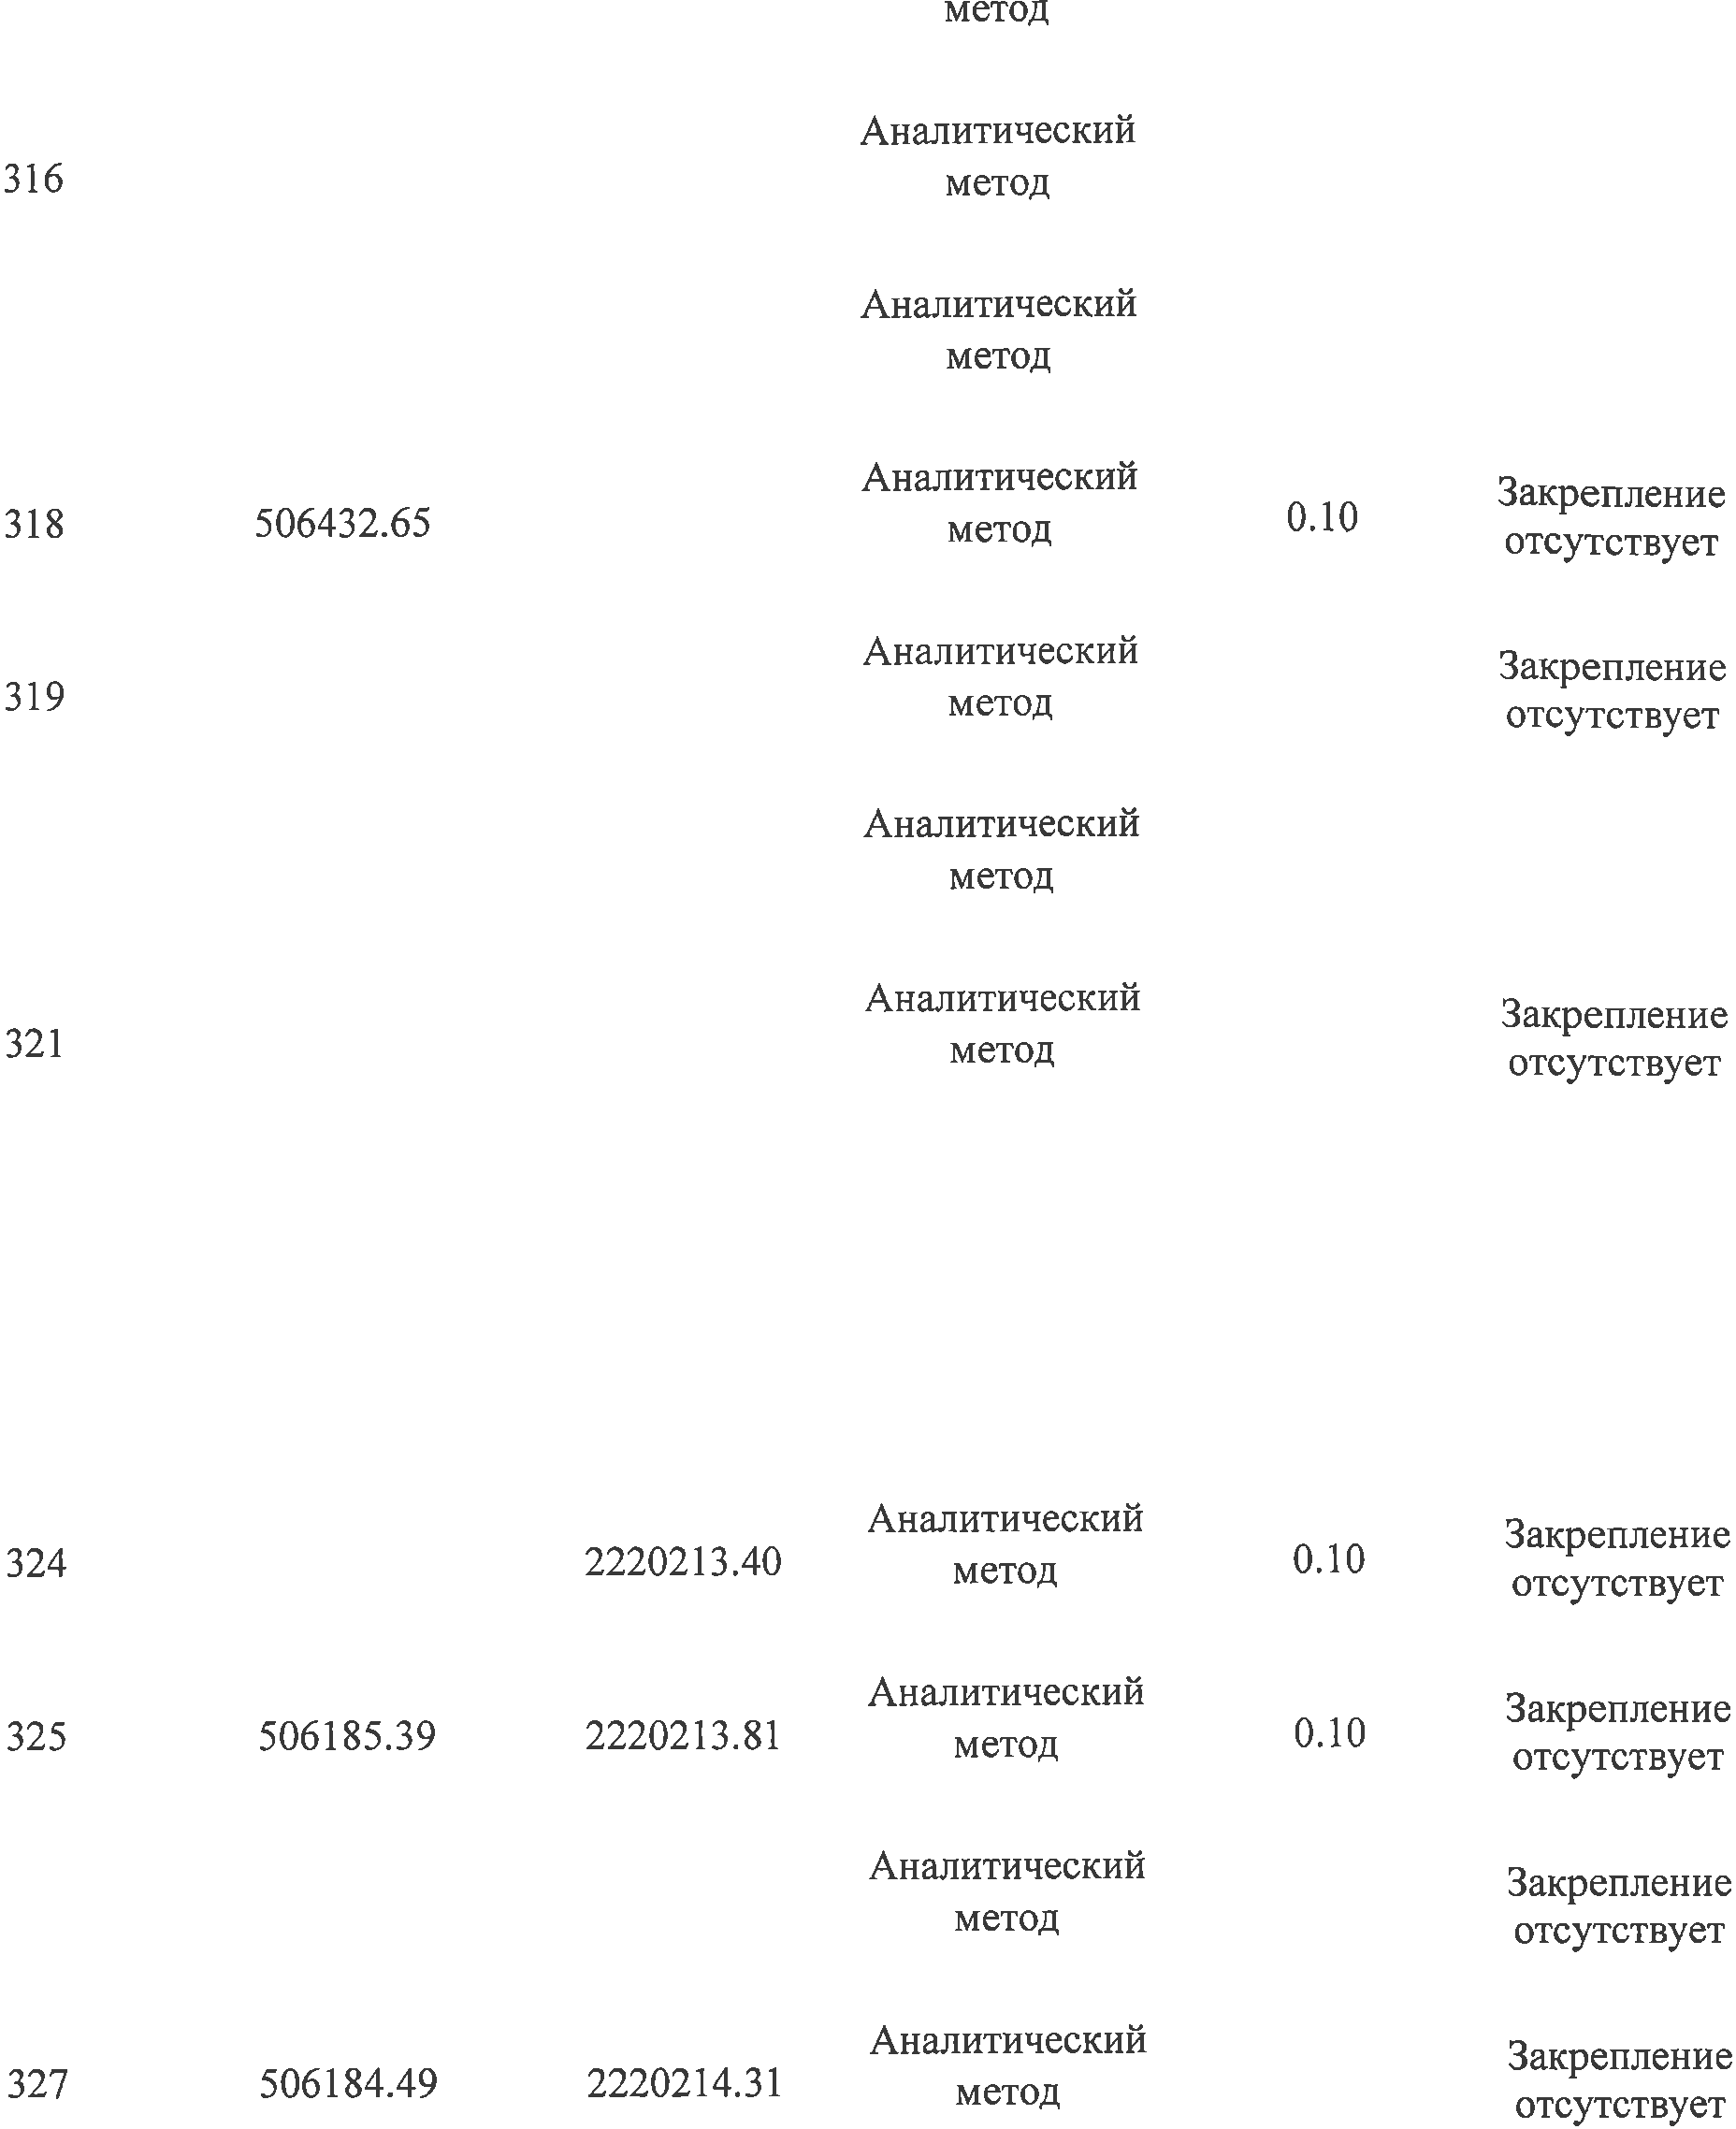 метод
Аналитический
316
метод
Аналитический
метод
Аналитический
318 506432.65 0.10 Закрепление
метод отсутствует
Аналитический Закрепление
319
метод отсутствует
Аналитический
метод
Аналитический Закрепление
321
метод отсутствует
Аналитический Закрепление
324 2220213.40 0.10
метод отсутствует
Аналитический Закрепление
325 506185.39 2220213.81 0.10
метод отсутствует
Аналитический Закрепление
метод отсутствует
Аналитический Закрепление
327 506184.49 2220214.31
метод отсутствует